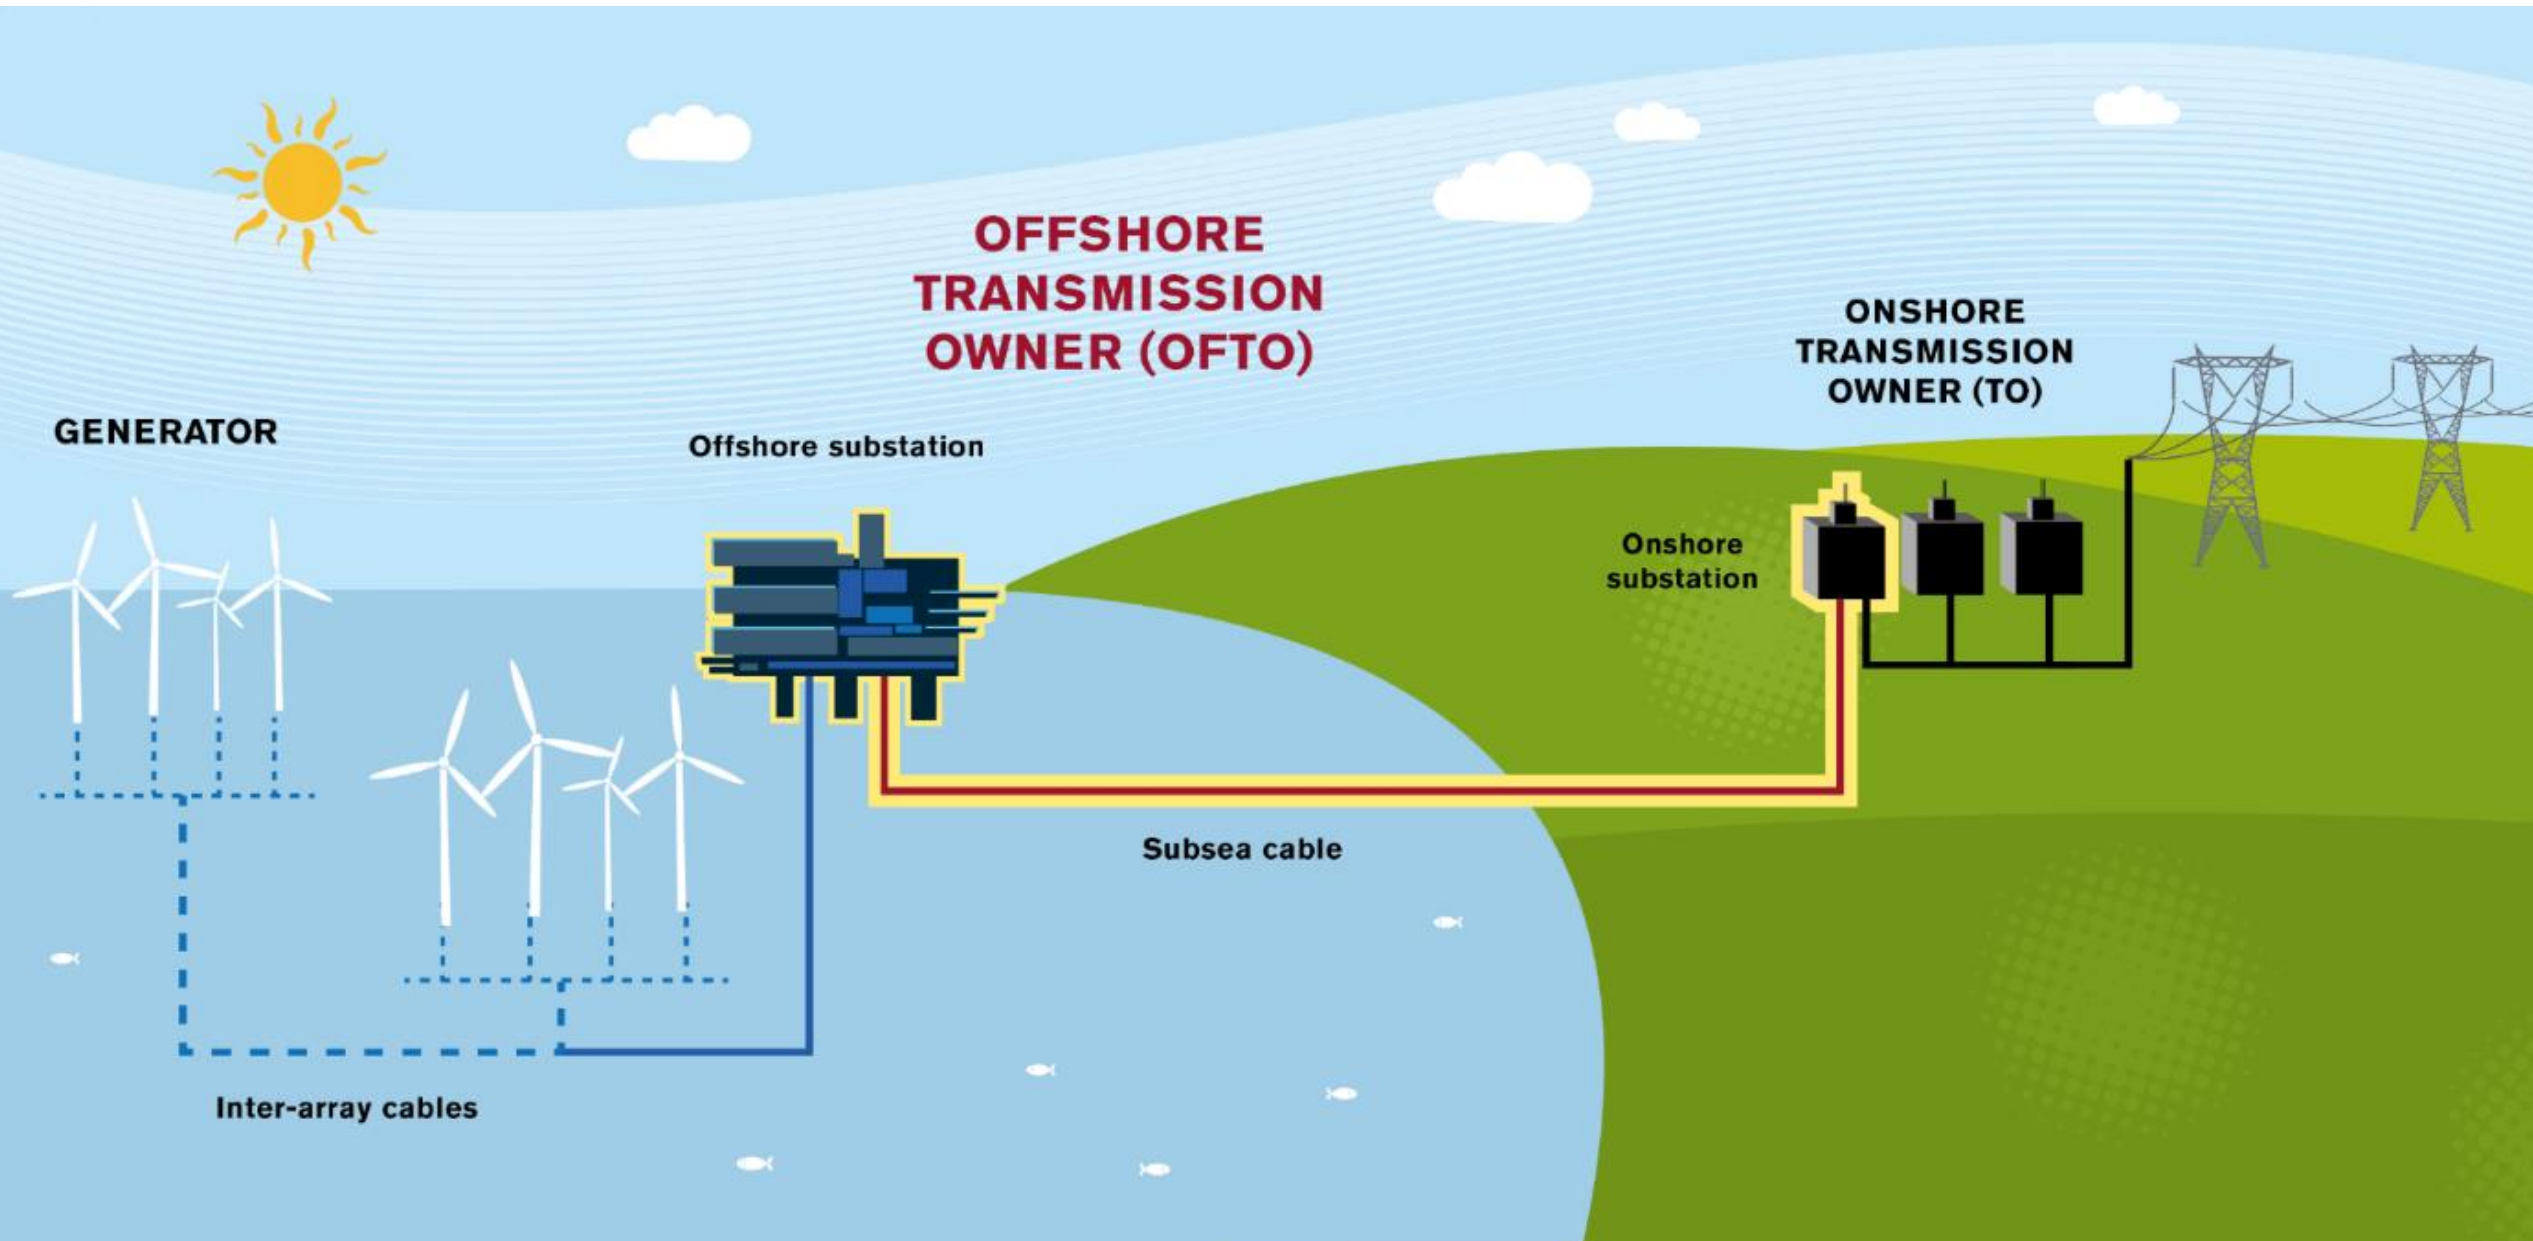 OFFSHORE
TRANSMISSION
OWNER (OFTO)
ONSHORE
TRANSMISSION
OWNER (TO)
GENERATOR
Offshore substation
Onshore
substation
Subsea cable
Inter-array cables